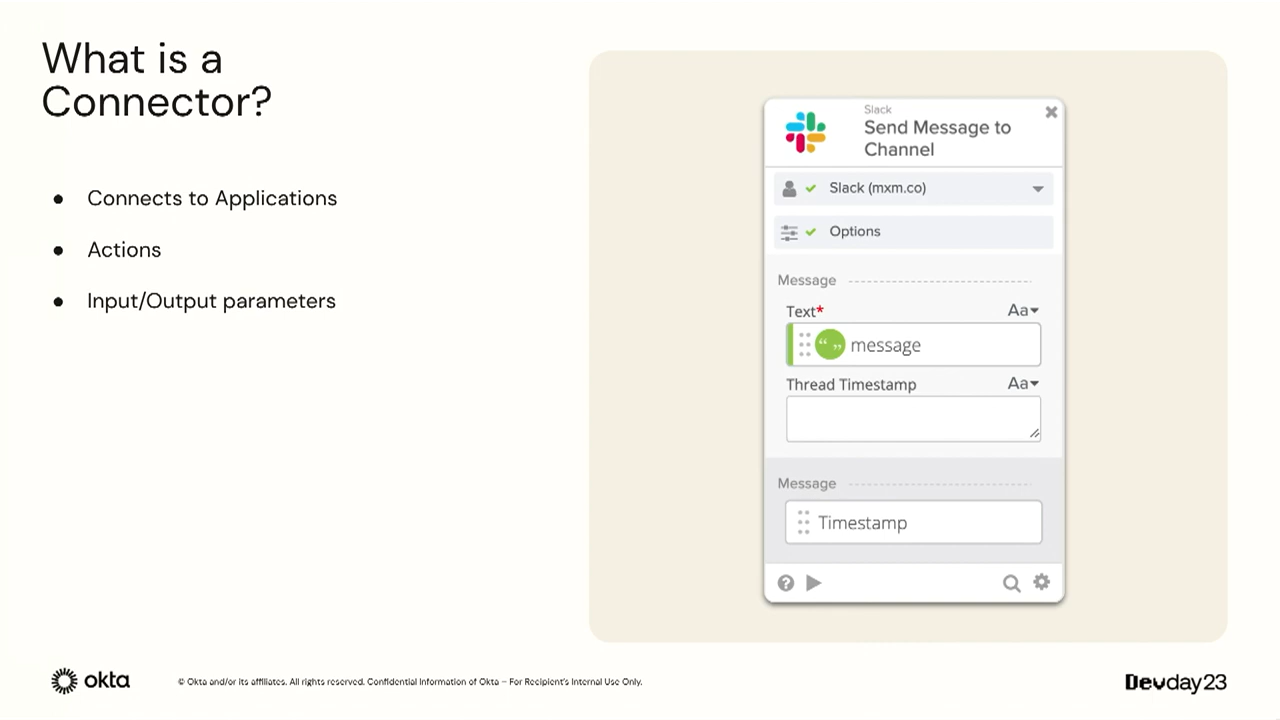 What is a
Connector?
● Connects to Applications
● Actions
● Input/Output parameters
Slack
Send Message to
Channel
Slack (mxm.co)
Options
Message
Text*
Aa
“ ” message
Thread Timestamp
Aa
Message
Timestamp
okta
© Okta and/or its affiliates. All rights reserved. Confidential Information of Okta – For Recipient's Internal Use Only.
Devday23